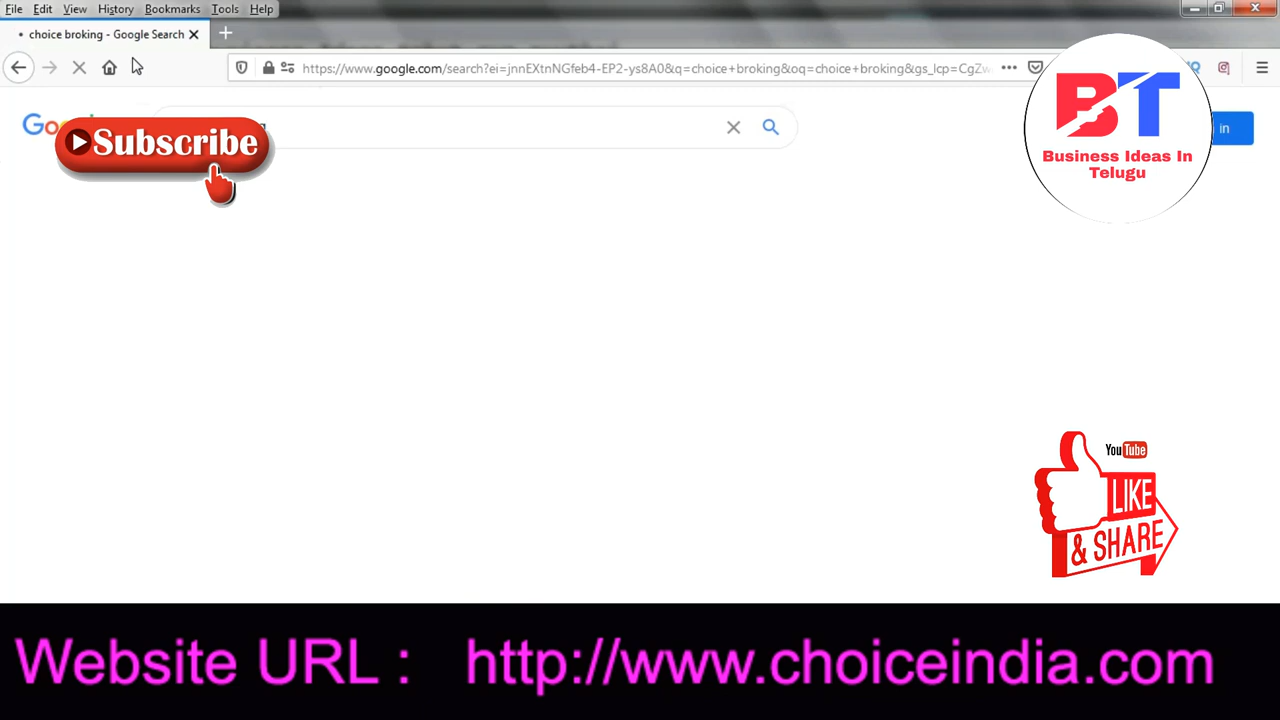 File Edit View History Bookmarks Tools Help
choice broking - Google Search
https://www.google.com/search?ei=jnnEXtnNGfeb4-EP2-ys8A0&q=choice+broking&oq=choice+broking&gs_lcp=CgZw
Subscribe
in
BT
Business Ideas In
Telugu
YouTube
LIKE
& SHARE
Website URL : http://www.choiceindia.com